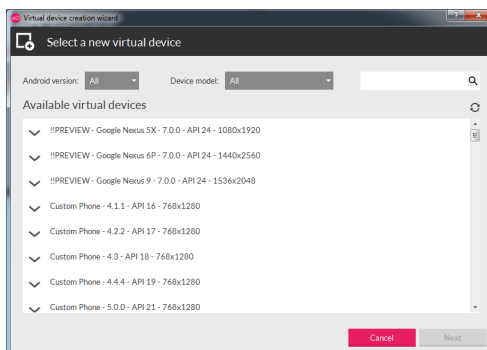 Virtual device creation wizard
Select a new virtual device
Android version: All Device model: All
Available virtual devices
!!PREVIEW - Google Nexus 5X - 7.0.0 - API 24 - 1080x1920
!!PREVIEW - Google Nexus 6P - 7.0.0 - API 24 - 1440x2560
!!PREVIEW - Google Nexus 9 - 7.0.0 - API 24 - 1536x2048
Custom Phone - 4.1.1 - API 16 - 768x1280
Custom Phone - 4.2.2 - API 17 - 768x1280
Custom Phone - 4.3 - API 18 - 768x1280
Custom Phone - 4.4.4 - API 19 - 768x1280
Custom Phone - 5.0.0 - API 21 - 768x1280
Cancel Next